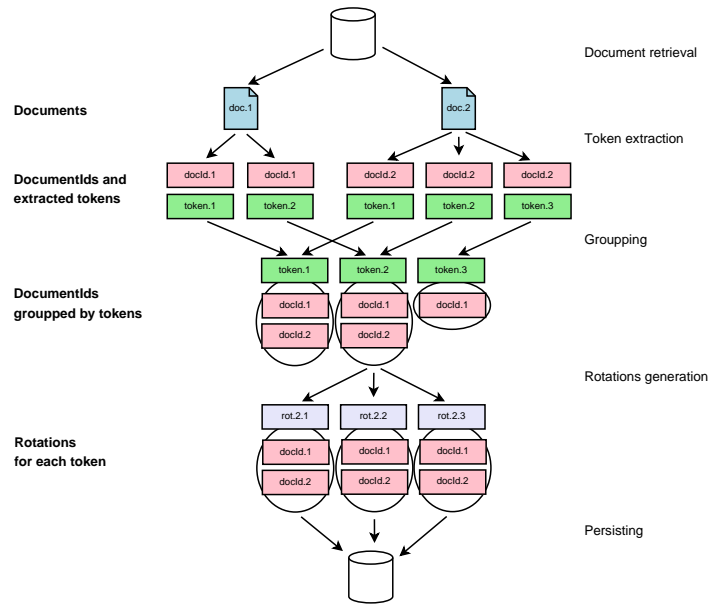 Document retrieval
doc.1
doc.2
Documents
Token extraction
docId.1
docId.1
docId.2
docId.2
docId.2
DocumentIds and
extracted tokens
token.1
token.2
token.1
token.2
token.3
Groupping
token.1
token.2
token.3
DocumentIds
groupped by tokens
docId.1
docId.1
docId.1
docId.2
docId.2
Rotations generation
rot.2.1
rot.2.2
rot.2.3
Rotations
for each token
docId.1
docId.1
docId.1
docId.2
docId.2
docId.2
Persisting